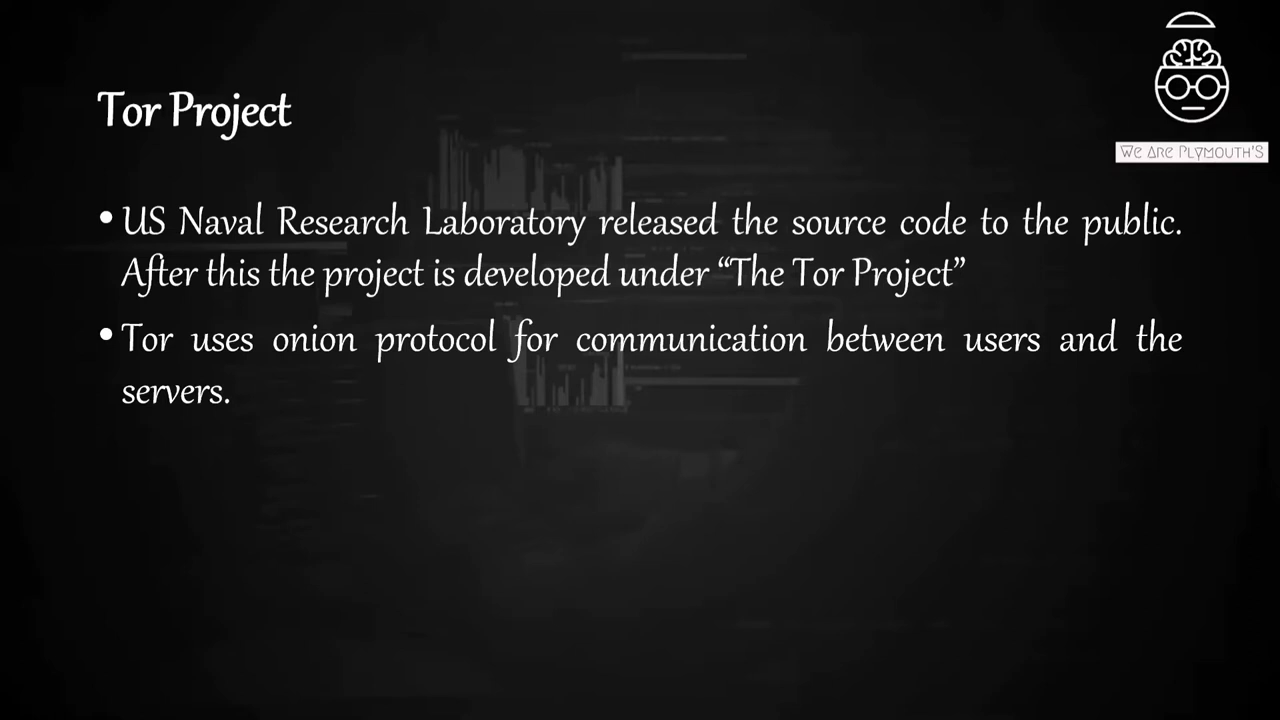 We Are Plymouth's
Tor Project
• US Naval Research Laboratory released the source code to the public.
After this the project is developed under “The Tor Project”
• Tor uses onion protocol for communication between users and the
servers.